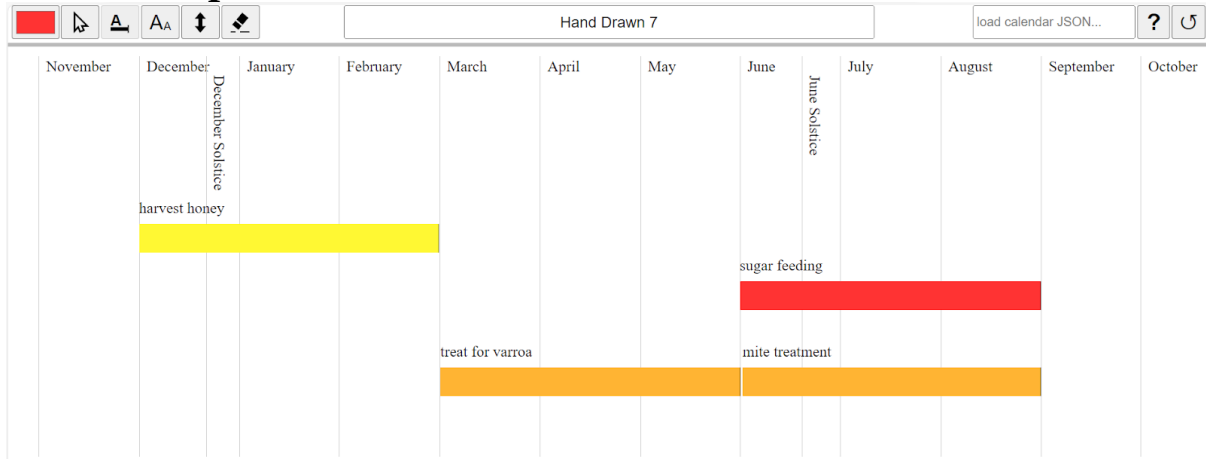 A AA Hand Drawn 7 load calendar JSON... ?
November December January February March April May June July August September October
December Solstice
June Solstice
harvest honey
sugar feeding
treat for varroa
mite treatment